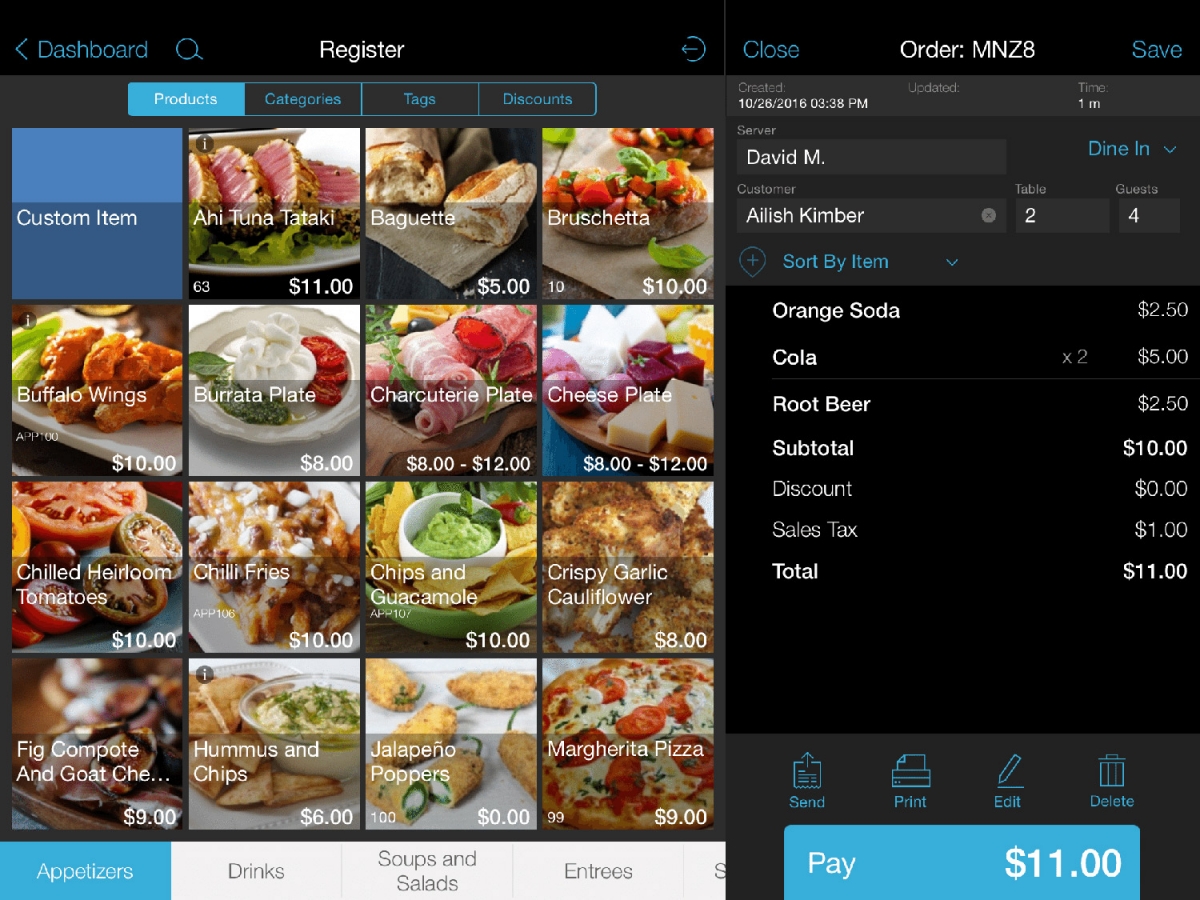 Dashboard
Register
Products
Categories
Tags
Discounts
Custom Item
Ahi Tuna Tataki
63
$11.00
Baguette
$5.00
Bruschetta
10
$10.00
Buffalo Wings
APP100
$10.00
Burrata Plate
$8.00
Charcuterie Plate
$8.00 - $12.00
Cheese Plate
$8.00 - $12.00
Chilled Heirloom
Tomatoes
$10.00
Chilli Fries
APP106
$10.00
Chips and
Guacamole
APP107
$10.00
Crispy Garlic
Cauliflower
$8.00
Fig Compote
And Goat Che...
$9.00
Hummus and
Chips
$6.00
Jalapeño
Poppers
100
$0.00
Margherita Pizza
99
$9.00
Appetizers
Drinks
Soups and
Salads
Entrees
S
Close
Order: MNZ8
Save
Created:
Updated:
Time:
10/26/2016 03:38 PM
1 m
Server
David M.
Dine In
Customer
Table
Guests
Ailish Kimber
2
4
Sort By Item
Orange Soda $2.50
Cola x 2 $5.00
Root Beer $2.50
Subtotal $10.00
Discount $0.00
Sales Tax $1.00
Total $11.00
Send
Print
Edit
Delete
Pay $11.00